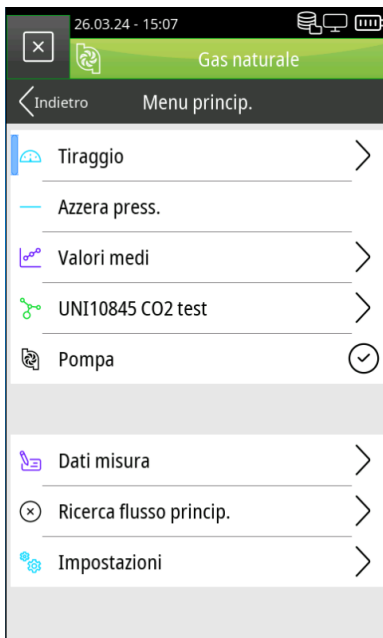 26.03.24 - 15:07
Gas naturale
Indietro Menu princip.
Tiraggio
Azzera press.
Valori medi
UNI10845 CO2 test
Pompa
Dati misura
Ricerca flusso princip.
Impostazioni